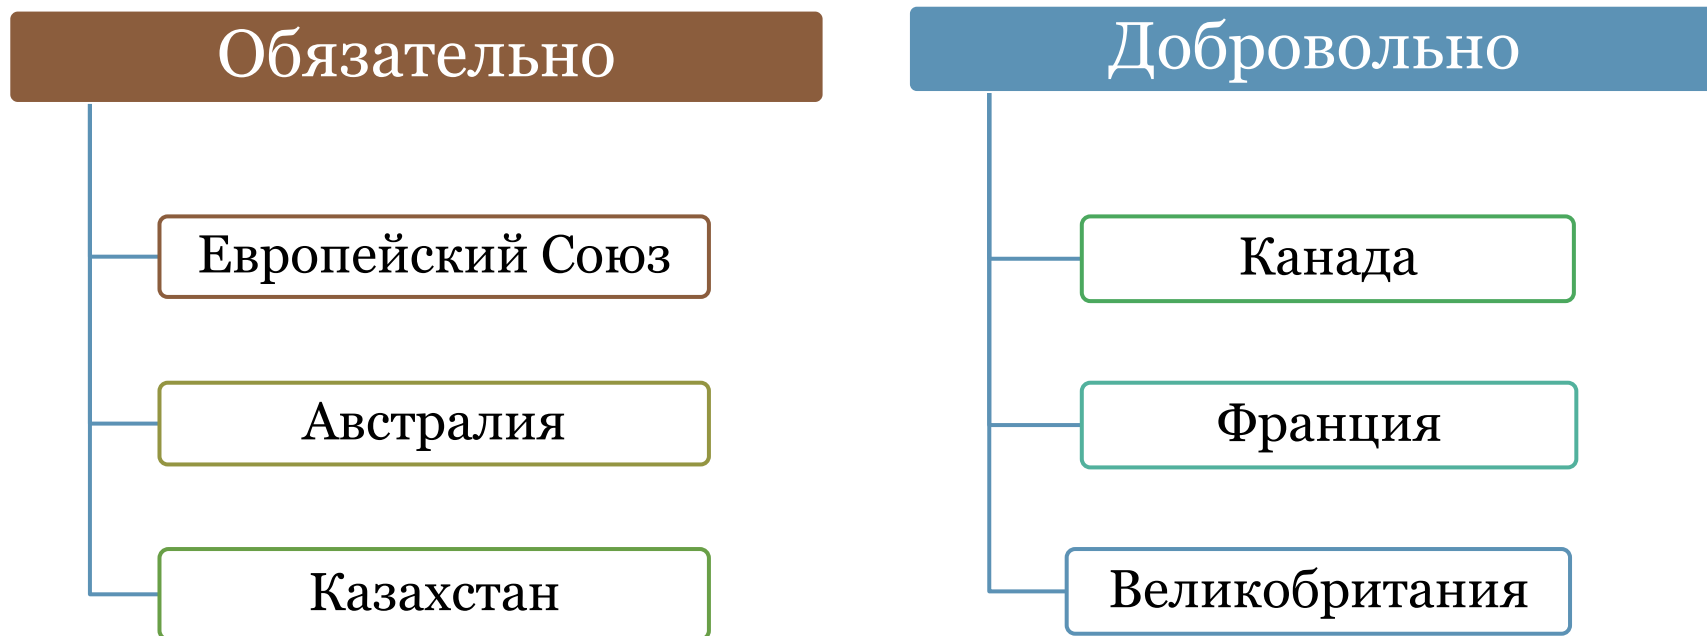 Обязательно
Европейский Союз
Австралия
Казахстан
Добровольно
Канада
Франция
Великобритания